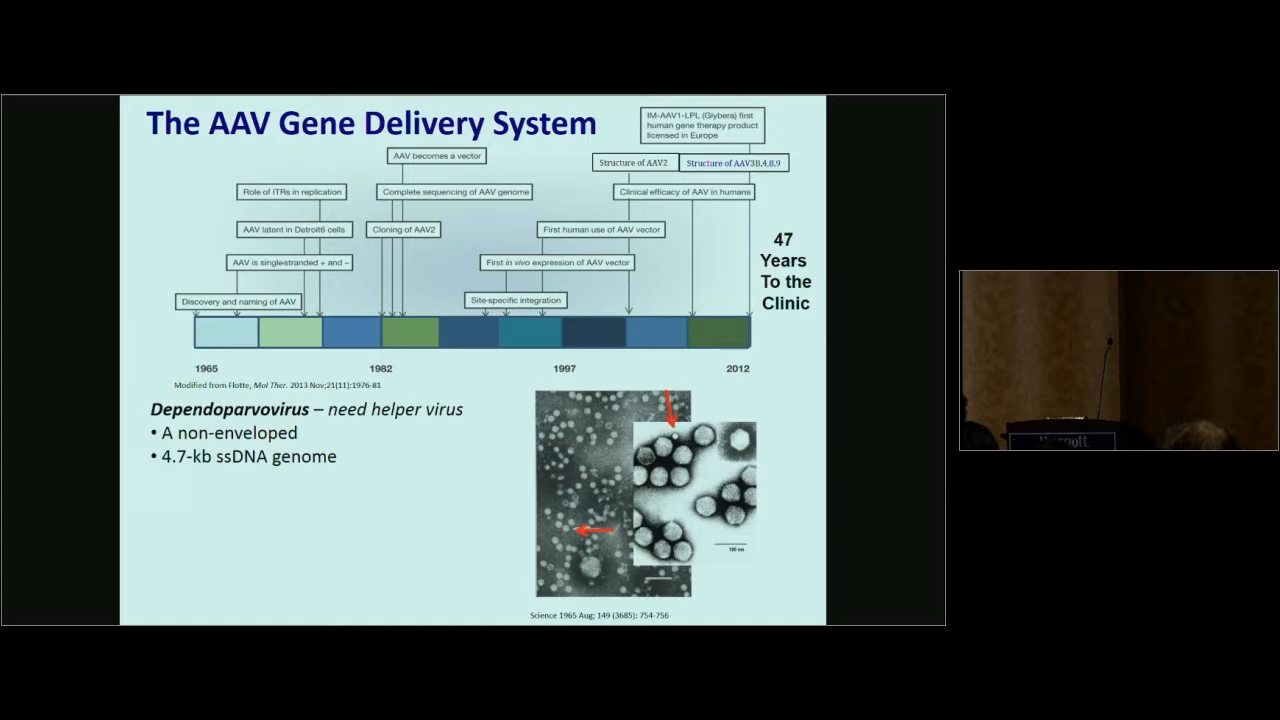 The AAV Gene Delivery System
IM-AAV1-LPL (Glybera) first
human gene therapy product
licensed in Europe
AAV becomes a vector
Structure of AAV2
Structure of AAV3B,4,8,9
Role of ITRs in replication
Complete sequencing of AAV genome
Clinical efficacy of AAV in humans
AAV latent in Detroit6 cells
Cloning of AAV2
First human use of AAV vector
47
Years
To the
Clinic
AAV is singlestranded + and –
First in vivo expression of AAV vector
Discovery and naming of AAV
Site-specific integration
1965
1982
1997
2012
Modified from Flotte, Mol Ther. 2013 Nov;21(11):1976-81
Dependoparvovirus – need helper virus
• A non-enveloped
• 4.7-kb ssDNA genome
100 nm
Science 1965 Aug; 149 (3685): 754-756
Marriott